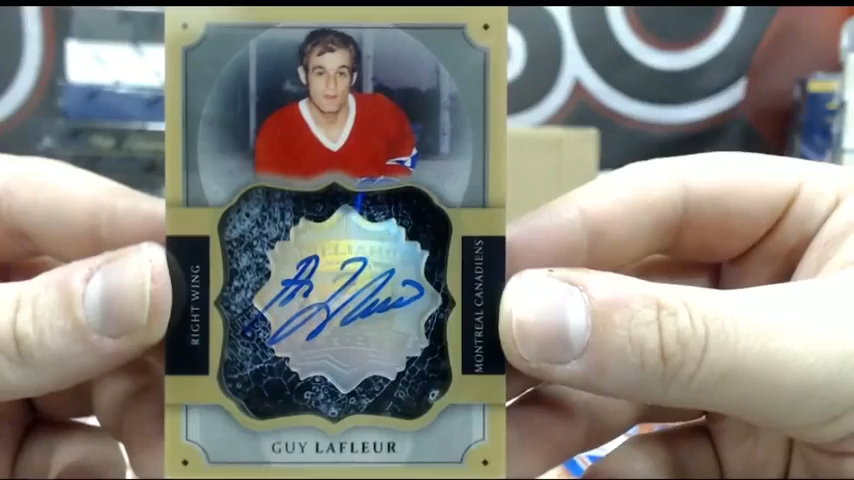 RIGHT WING
MONTREAL CANADIENS
GUY LAFLEUR